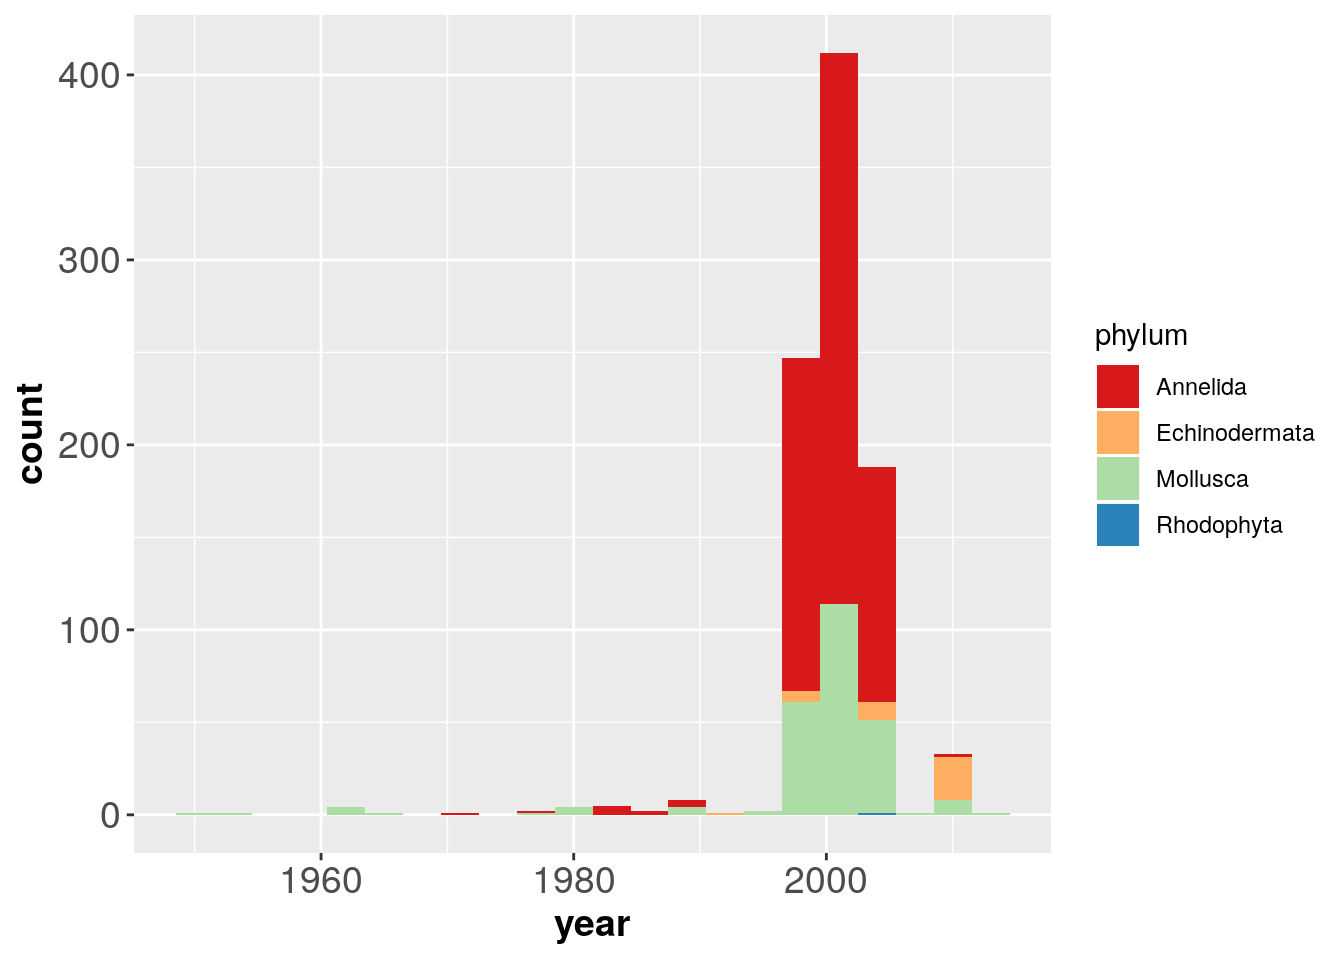 400
300
200
100
0
count
1960
1980
2000
year
phylum
Annelida
Echinodermata
Mollusca
Rhodophyta